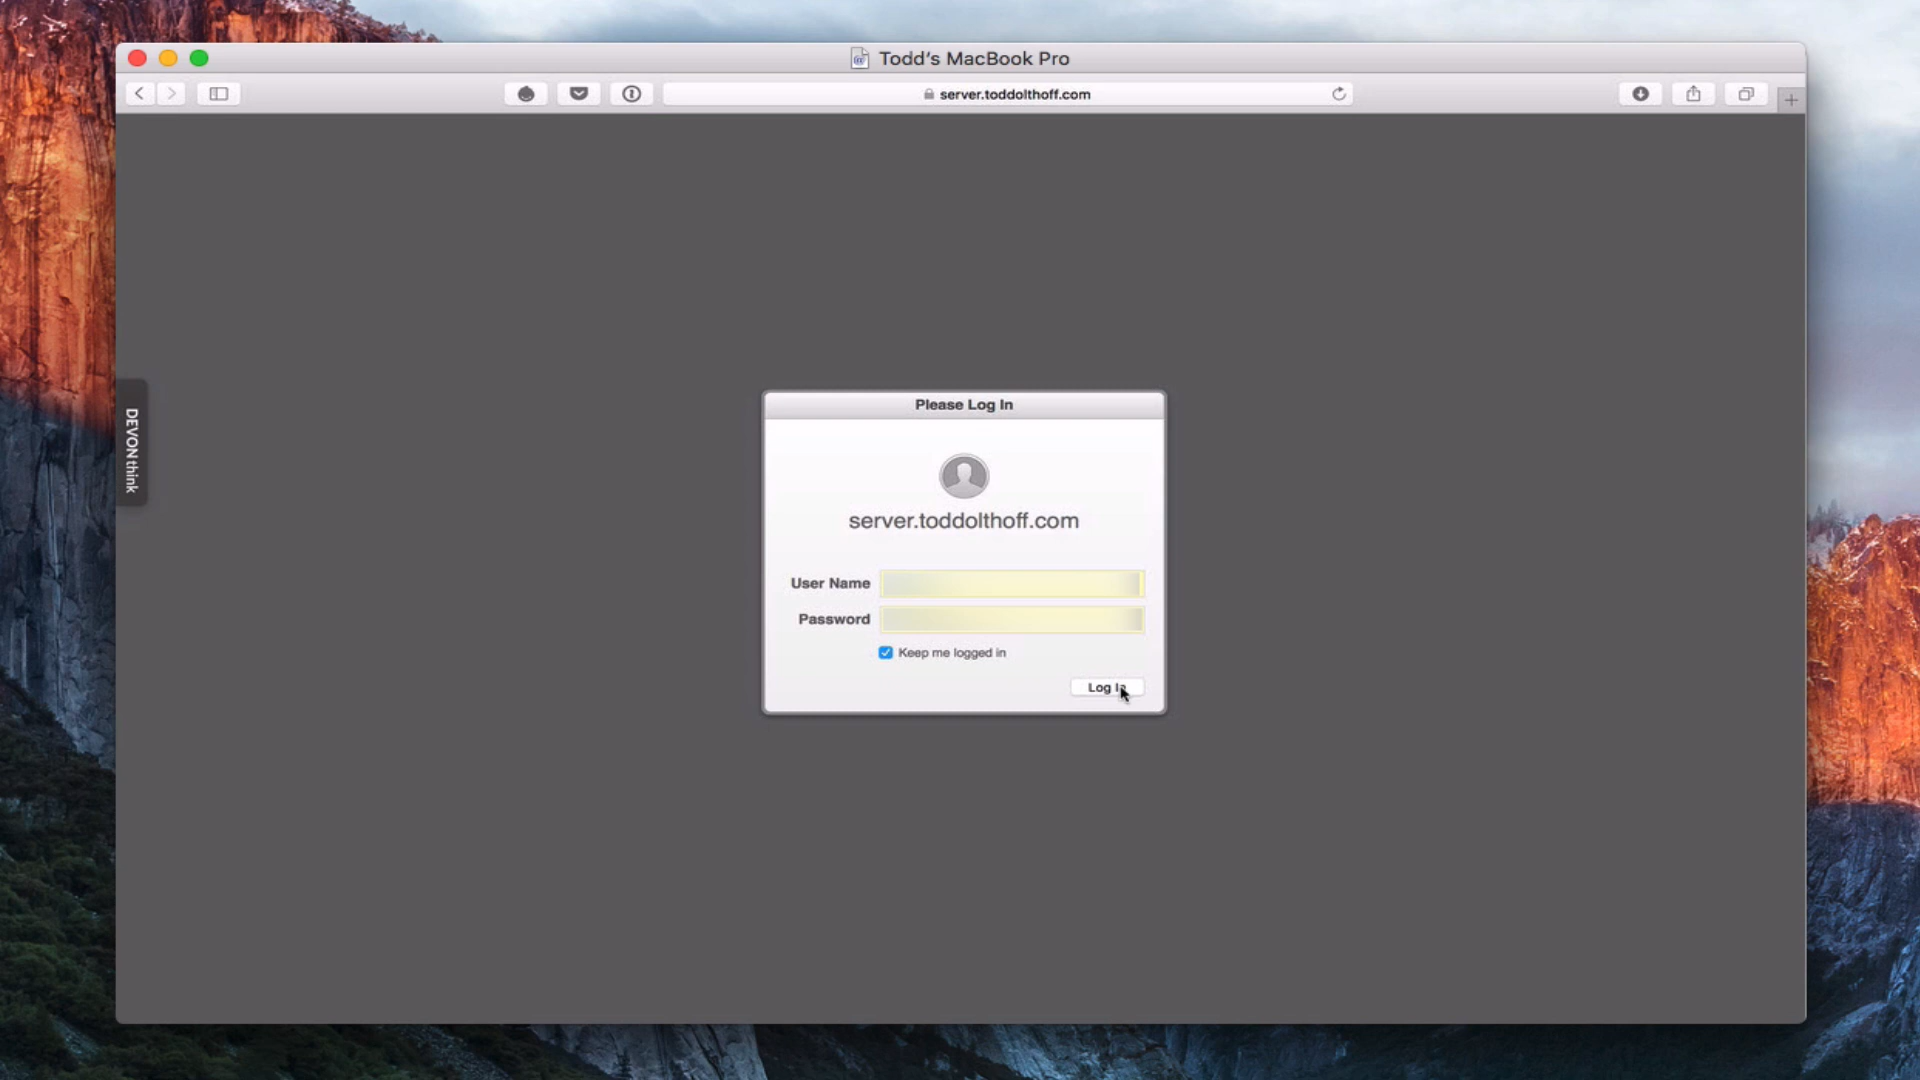 Todd's MacBook Pro
server.toddolthoff.com
DEVONthink
Please Log In
server.toddolthoff.com
User Name
Password
Keep me logged in
Log In